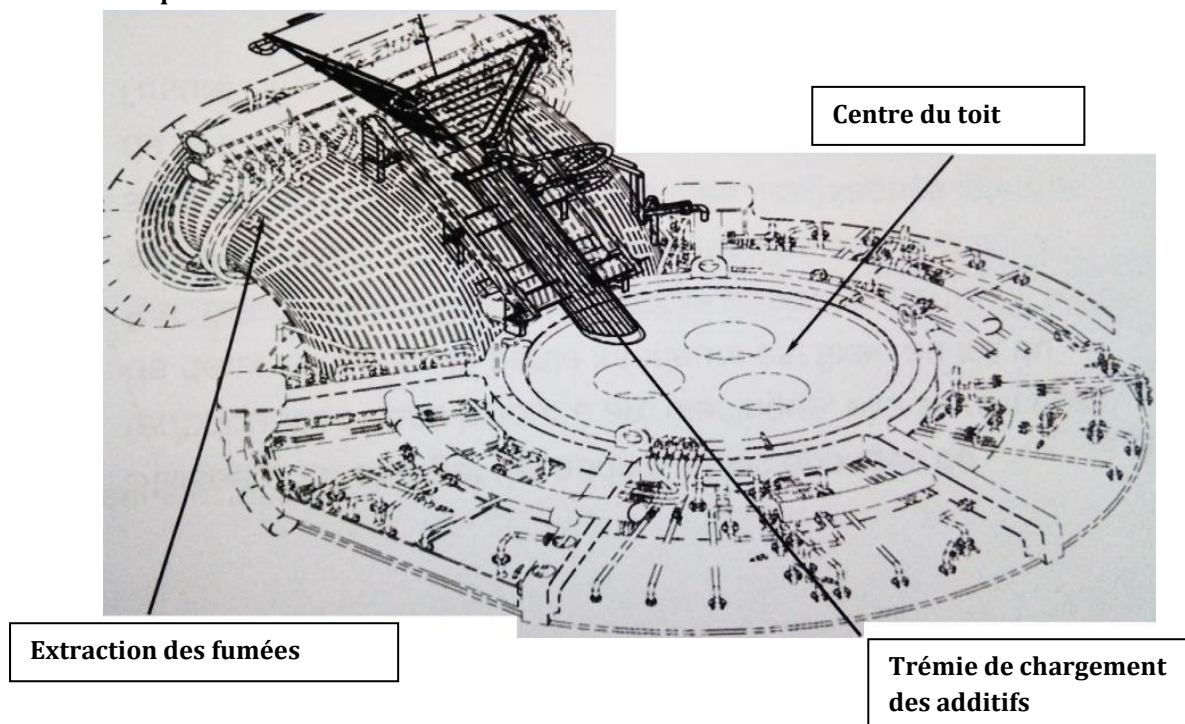 Centre du toit
Extraction des fumées
Trémie de chargement
des additifs